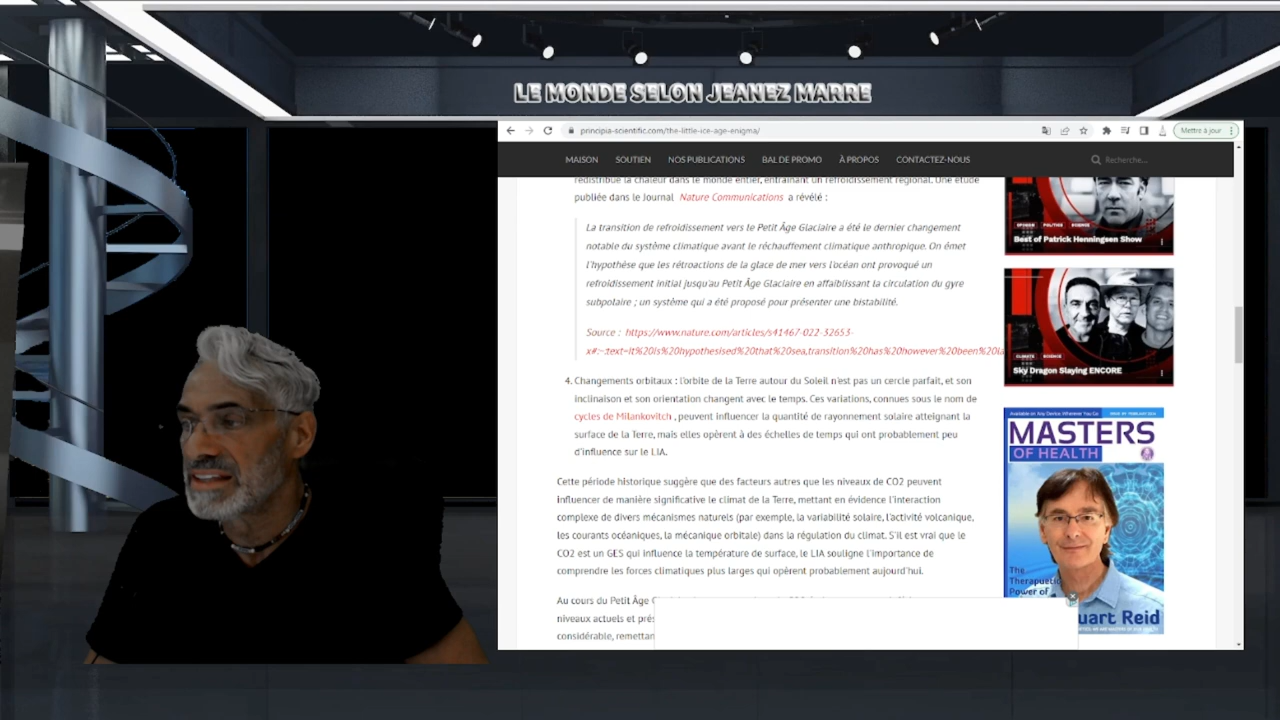 LE MONDE SELON JEANEZ MARRE
principia-scientific.com/the-little-ice-age-enigma/
Mettre à jour
MAISON SOUTIEN NOS PUBLICATIONS BAL DE PROMO À PROPOS CONTACTEZ-NOUS Recherche...
redistribue la chaleur dans le monde entier, entraînant un refroidissement régional. Une étude
publiée dans le Journal Nature Communications a révélé :
La transition de refroidissement vers le Petit Âge Glaciaire a été le dernier changement
notable du système climatique avant le réchauffement climatique anthropique. On émet
l'hypothèse que les rétroactions de la glace de mer vers l'océan ont provoqué un
refroidissement initial jusqu'au Petit Âge Glaciaire en affaiblissant la circulation du gyre
subpolaire ; un système qui a été proposé pour présenter une bistabilité.
Source : https://www.nature.com/articles/s41467-022-32653-
x#:~:text=It%20is%20hypothesised%20that%20sea,transition%20has%20however%20been%20la
4. Changements orbitaux : l'orbite de la Terre autour du Soleil n'est pas un cercle parfait, et son
inclinaison et son orientation changent avec le temps. Ces variations, connues sous le nom de
cycles de Milankovitch , peuvent influencer la quantité de rayonnement solaire atteignant la
surface de la Terre, mais elles opèrent à des échelles de temps qui ont probablement peu
d'influence sur le LIA.
Cette période historique suggère que des facteurs autres que les niveaux de CO2 peuvent
influencer de manière significative le climat de la Terre, mettant en évidence l'interaction
complexe de divers mécanismes naturels (par exemple, la variabilité solaire, l'activité volcanique,
les courants océaniques, la mécanique orbitale) dans la régulation du climat. S'il est vrai que le
CO2 est un GES qui influence la température de surface, le LIA souligne l'importance de
comprendre les forces climatiques plus larges qui opèrent probablement aujourd'hui.
Au cours du Petit Âge
niveaux actuels et
considérable,
POLITICS SCIENCE
Best of Patrick Henningsen Show
CLIMATE SCIENCE
Sky Dragon Slaying ENCORE
Available on Any Device: Wherever You Go
MASTERS
OF HEALTH
The
Therapeutic
Power of
uart Reid